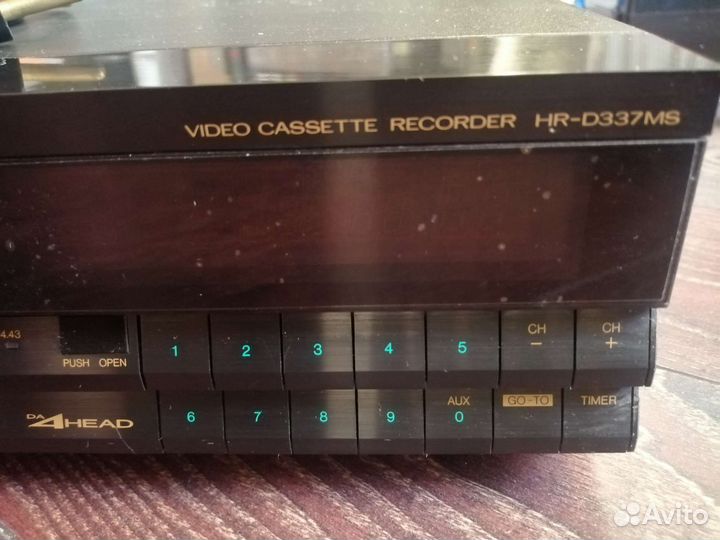 VIDEO CASSETTE RECORDER HR-D337MS
4.43
PUSH OPEN
1 2 3 4 5 CH − CH +
DA 4HEAD
6 7 8 9 AUX 0 GO-TO TIMER
Avito